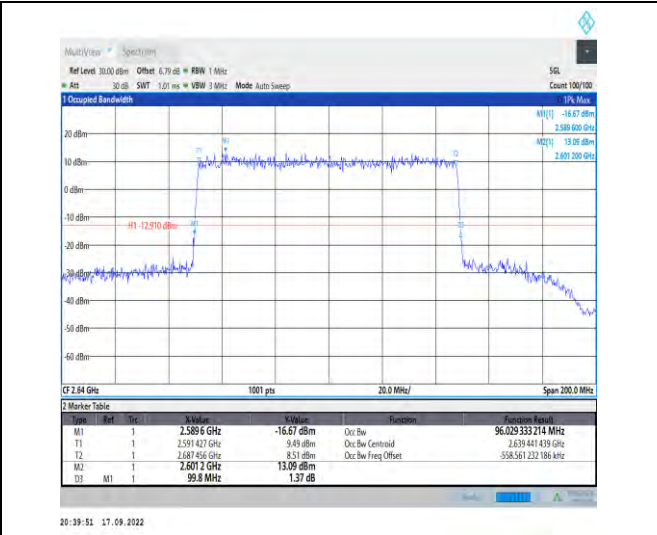 MultiView Spectrum
Ref Level 30.00 dBm Offset 6.79 dB RBW 1 MHz SGL
Att 30 dB SWT 1.01 ms VBW 3 MHz Mode Auto Sweep Count 100/100
1 Occupied Bandwidth 1Pk Max
M1[1] -16.67 dBm
2.589 600 GHz
20 dBm
M2[1] 13.09 dBm
2.601 200 GHz
T1
M2
T2
10 dBm
0 dBm
-10 dBm
H1 -12.910 dBm
M1
-20 dBm
-30 dBm
-40 dBm
-50 dBm
-60 dBm
CF 2.64 GHz 1001 pts 20.0 MHz/ Span 200.0 MHz
2 Marker Table
Type Ref Trc X-Value Y-Value Function Function Result
M1 1 2.589 6 GHz -16.67 dBm Occ Bw 96.029 333 214 MHz
T1 1 2.591 427 GHz 9.49 dBm Occ Bw Centroid 2.639 441 439 GHz
T2 1 2.687 456 GHz 8.51 dBm Occ Bw Freq Offset -558.561 232 186 kHz
M2 1 2.601 2 GHz 13.09 dBm
D3 M1 1 99.8 MHz 1.37 dB
20:39:51 17.09.2022